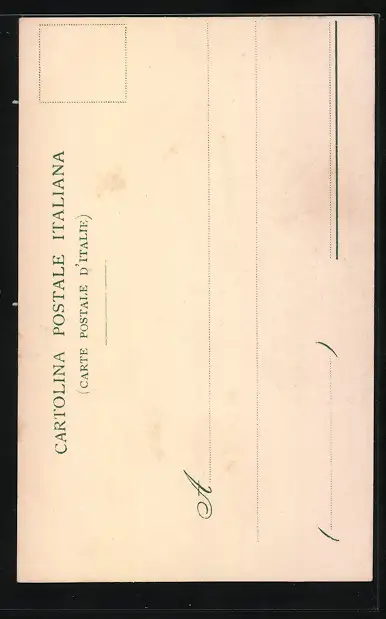 CARTOLINA POSTALE ITALIANA
(CARTE POSTALE D'ITALIE)
A
( )